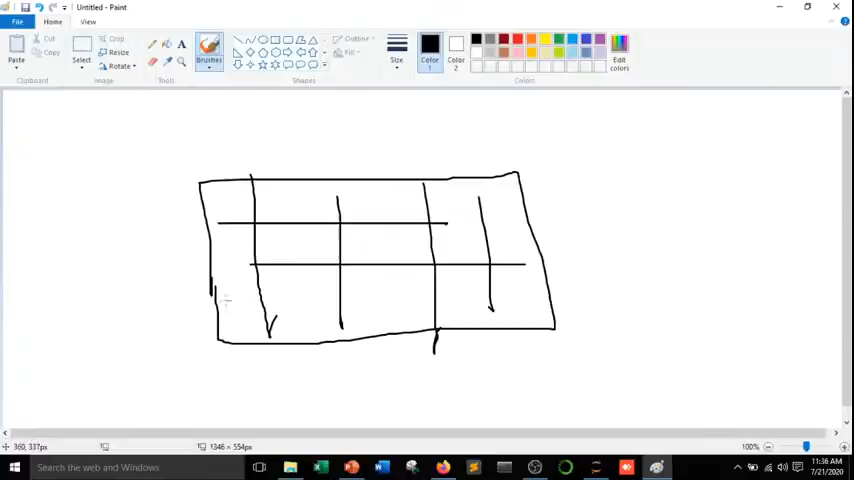 Untitled - Paint
File Home View
Paste
Cut
Copy
Clipboard
Select
Crop
Resize
Rotate
Image
A
Tools
Brushes
Outline
Fill
Shapes
Size
Color 1
Color 2
Edit colors
Colors
360, 337px
1346 × 554px
100%
Search the web and Windows
11:36 AM
7/21/2020